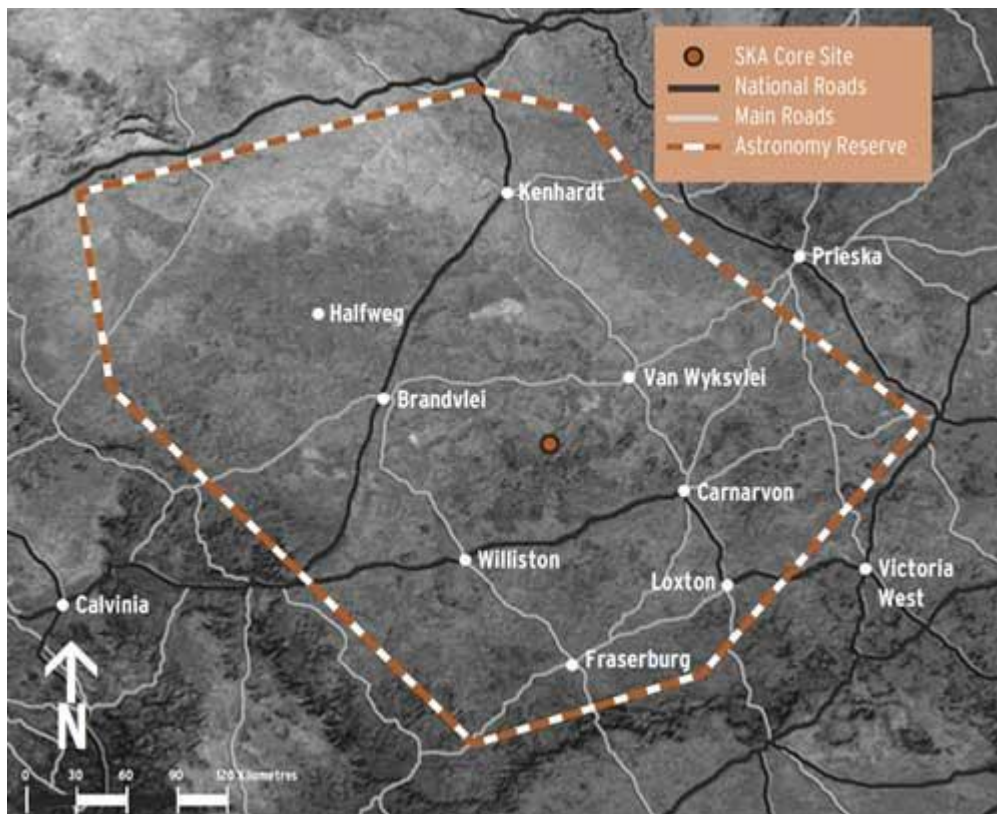 SKA Core Site
National Roads
Main Roads
Astronomy Reserve
Kenhardt
Prieska
Halfweg
Van Wyksvlei
Brandvlei
Carnarvon
Williston
Loxton
Victoria
West
Calvinia
Fraserburg
N
0 30 60 90 120 Kilometres